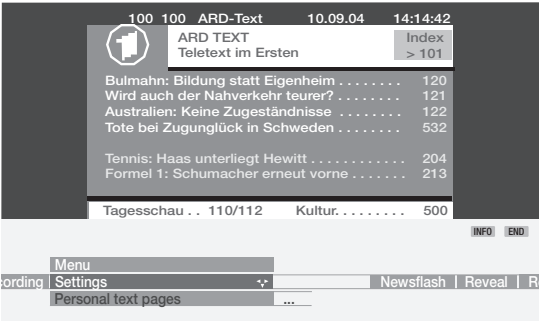 100 100 ARD-Text 10.09.04 14:14:42
ARD TEXT Index
Teletext im Ersten > 101
Bulmahn: Bildung statt Eigenheim . . . . . . . . 120
Wird auch der Nahverkehr teurer? . . . . . . . . 121
Australien: Keine Zugeständnisse . . . . . . . . 122
Tote bei Zugunglück in Schweden . . . . . . . . 532
Tennis: Haas unterliegt Hewitt . . . . . . . . . . . . 204
Formel 1: Schumacher erneut vorne . . . . . . . 213
Tagesschau . . 110/112 Kultur. . . . . . . . . 500
INFO END
Menu
cording Settings Newsflash Reveal R
Personal text pages ...